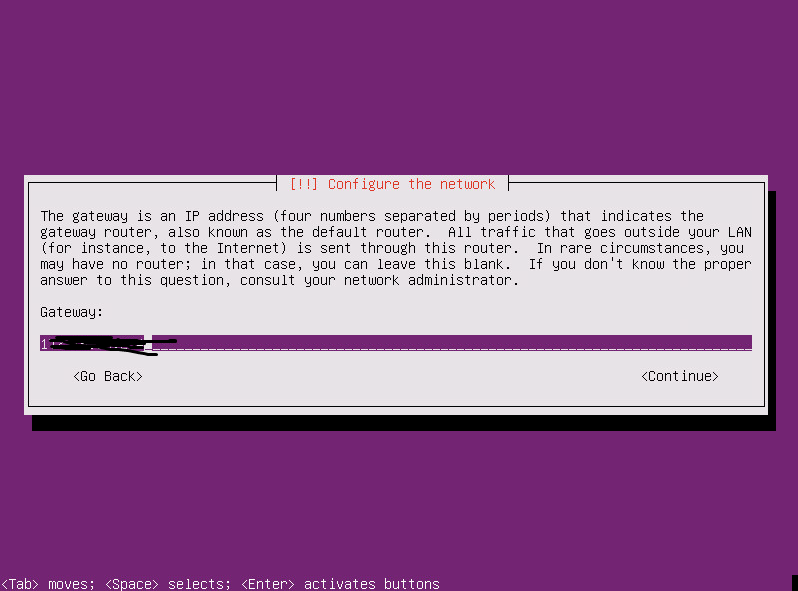 [!!] Configure the network
The gateway is an IP address (four numbers separated by periods) that indicates the
gateway router, also known as the default router.  All traffic that goes outside your LAN
(for instance, to the Internet) is sent through this router.  In rare circumstances, you
may have no router; in that case, you can leave this blank.  If you don't know the proper
answer to this question, consult your network administrator.
Gateway:
<Go Back> <Continue>
<Tab> moves; <Space> selects; <Enter> activates buttons